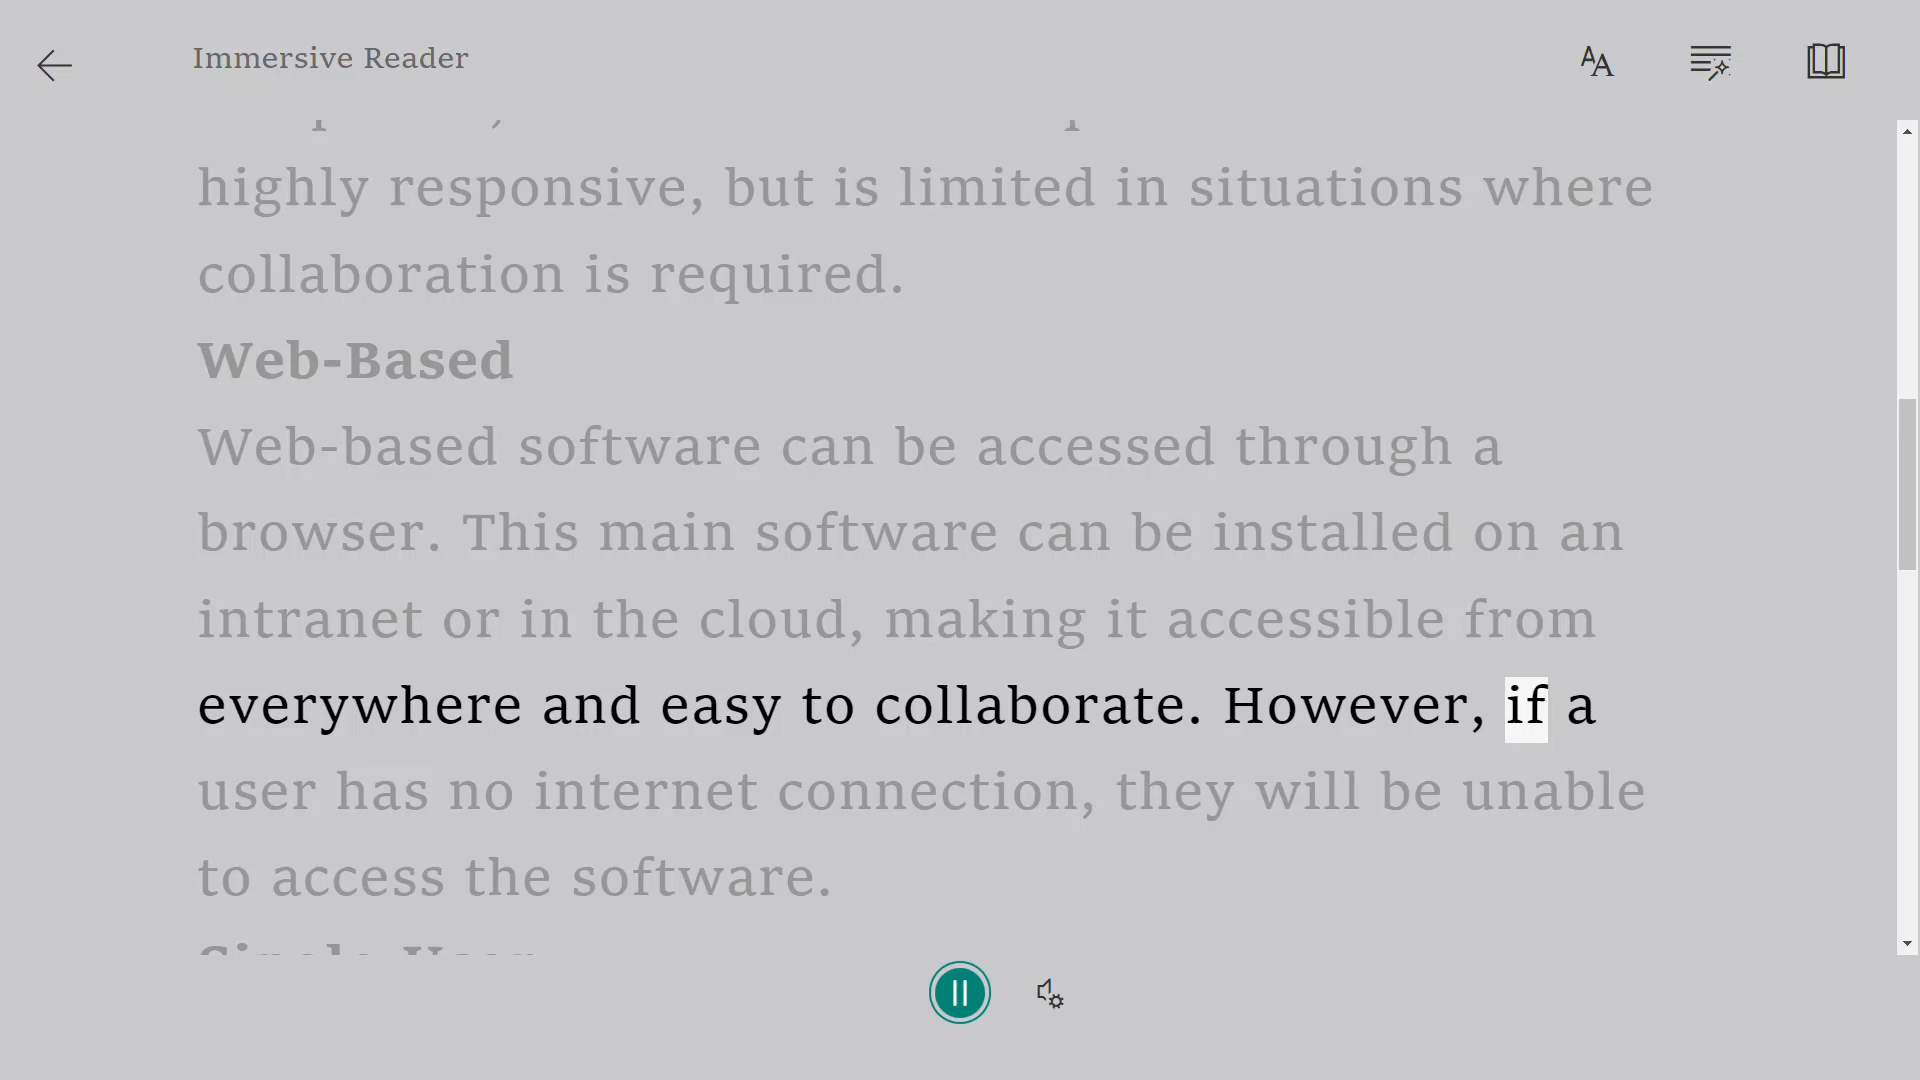 Immersive Reader
highly responsive, but is limited in situations where
collaboration is required.
Web-Based
Web-based software can be accessed through a
browser. This main software can be installed on an
intranet or in the cloud, making it accessible from
everywhere and easy to collaborate. However, if a
user has no internet connection, they will be unable
to access the software.